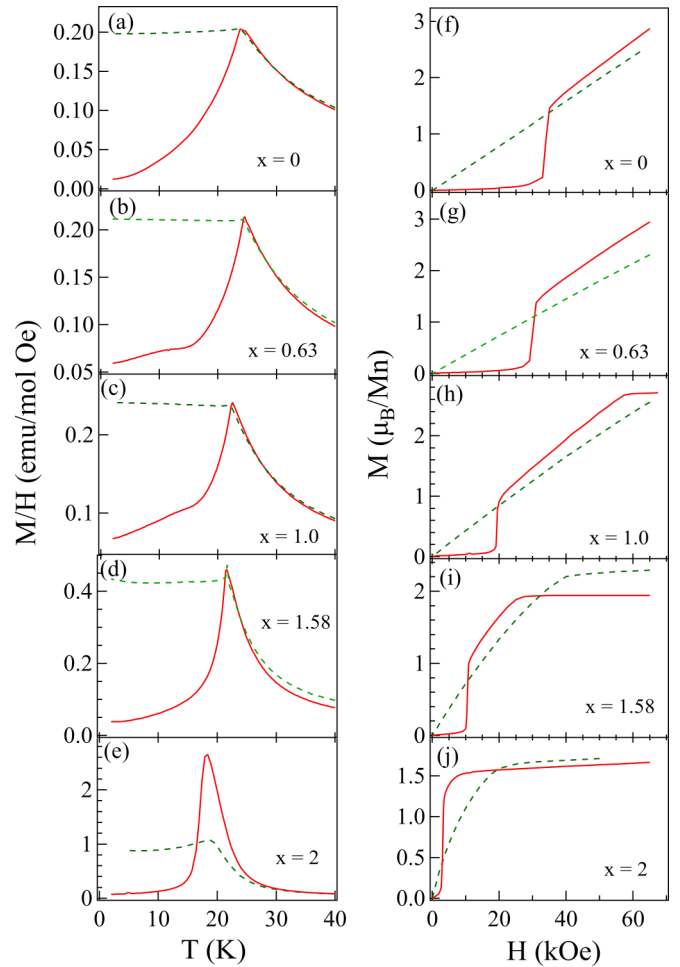 M/H (emu/mol Oe)
(a)
0.20
0.15
0.10
0.05
0.00
x = 0
(b)
0.20
0.15
0.10
0.05
x = 0.63
(c)
0.2
0.1
x = 1.0
(d)
0.4
0.2
0.0
x = 1.58
(e)
2
1
0
x = 2
0 10 20 30 40
T (K)
M (μB/Mn)
(f)
3
2
1
0
x = 0
(g)
3
2
1
0
x = 0.63
(h)
2
1
0
x = 1.0
(i)
2
1
0
x = 1.58
(j)
1.5
1.0
0.5
0.0
x = 2
0 20 40 60
H (kOe)